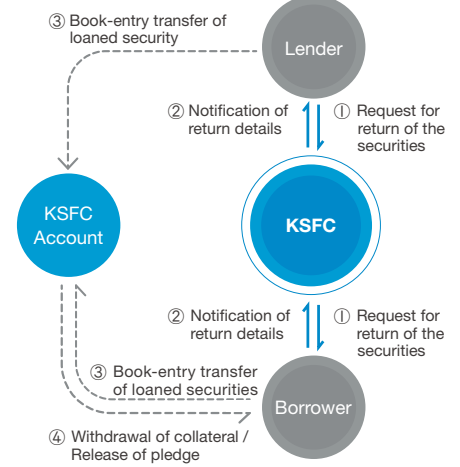 ③ Book-entry transfer of
loaned security
Lender
② Notification of
return details
① Request for
return of the
securities
KSFC
Account
KSFC
② Notification of
return details
① Request for
return of the
securities
③ Book-entry transfer
of loaned securities
Borrower
④ Withdrawal of collateral /
Release of pledge